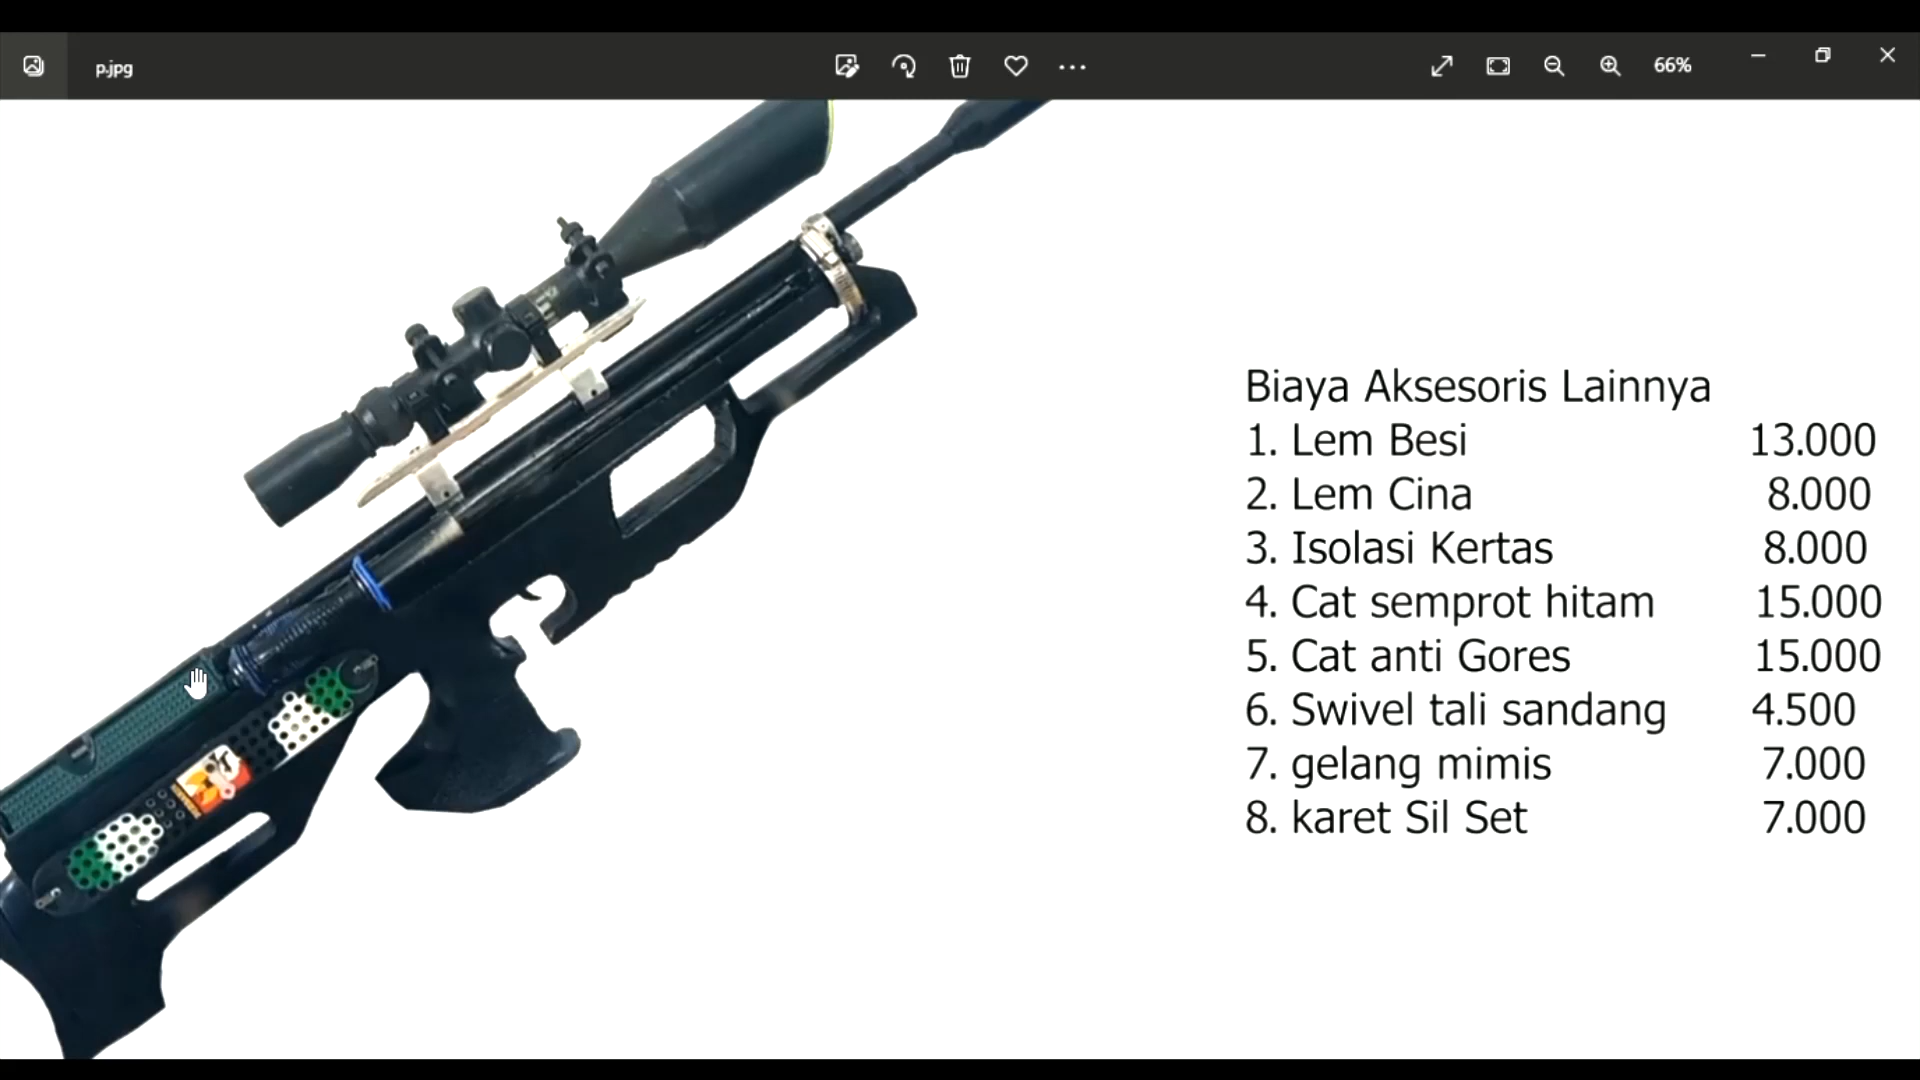 p.jpg
66%
Biaya Aksesoris Lainnya
1. Lem Besi 13.000
2. Lem Cina 8.000
3. Isolasi Kertas 8.000
4. Cat semprot hitam 15.000
5. Cat anti Gores 15.000
6. Swivel tali sandang 4.500
7. gelang mimis 7.000
8. karet Sil Set 7.000